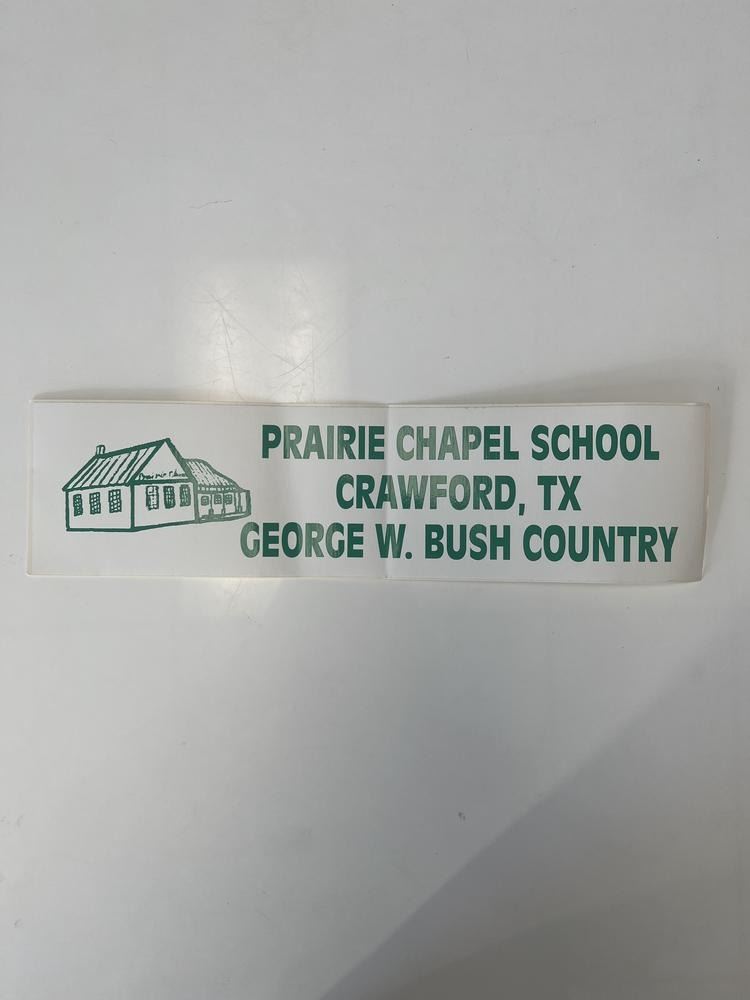 PRAIRIE CHAPEL SCHOOL
CRAWFORD, TX
GEORGE W. BUSH COUNTRY